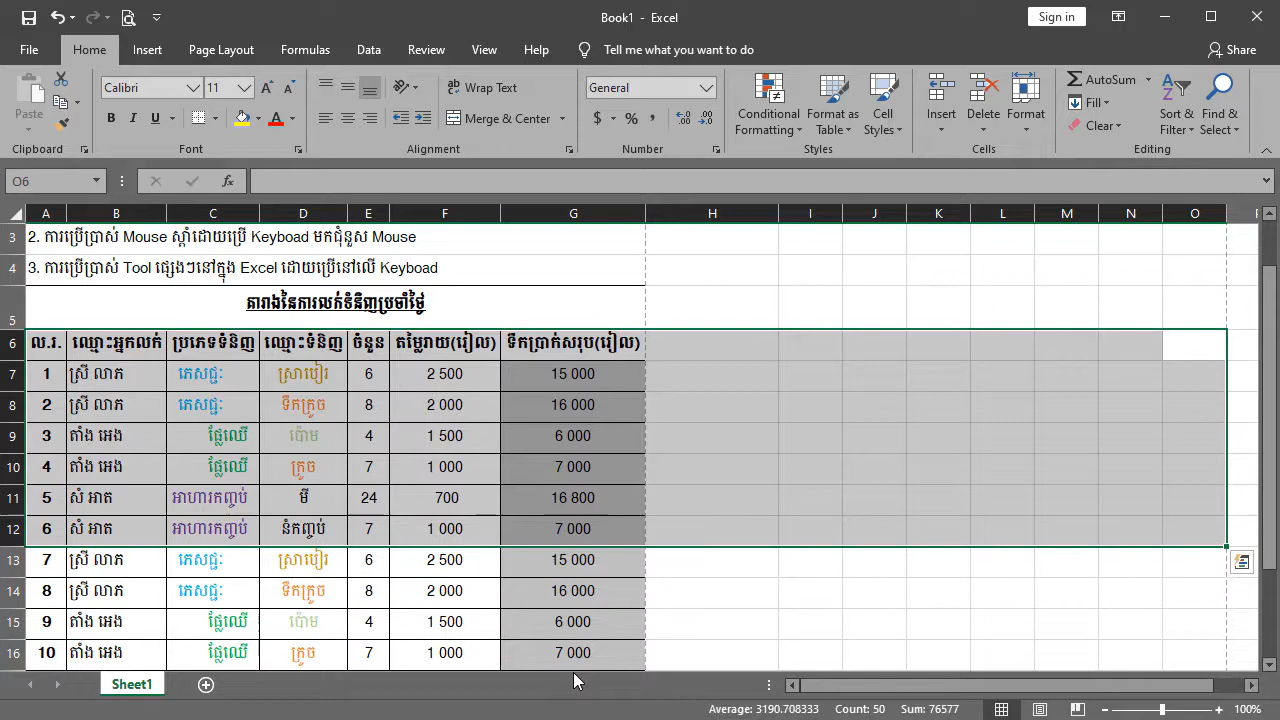 Book1 - Excel
Sign in
File Home Insert Page Layout Formulas Data Review View Help Tell me what you want to do Share
Paste Calibri 11 Wrap Text General Conditional Formatting Format as Table Cell Styles Insert Delete Format AutoSum Sort & Filter Find & Select
B I U Merge & Center $ % , Fill
Clear
Clipboard Font Alignment Number Styles Cells Editing
O6 fx
A B C D E F G H I J K L M N O
3 2. ការប្រើប្រាស់ Mouse ស្ដាំដោយប្រើ Keyboad មកជំនួស Mouse
4 3. ការប្រើប្រាស់ Tool ផ្សេងៗនៅក្នុង Excel ដោយប្រើនៅលើ Keyboad
5 តារាងនៃការលក់ទំនិញប្រចាំថ្ងៃ
6 ល.រ. ឈ្មោះអ្នកលក់ ប្រភេទទំនិញ ឈ្មោះទំនិញ ចំនួន តម្លៃរាយ(រៀល) ទឹកប្រាក់សរុប(រៀល)
7 1 ស្រី លាភ ភេសជ្ជៈ ស្រាបៀរ 6 2 500 15 000
8 2 ស្រី លាភ ភេសជ្ជៈ ទឹកក្រូច 8 2 000 16 000
9 3 តាំង អេង ផ្លែឈើ ប៉ោម 4 1 500 6 000
10 4 តាំង អេង ផ្លែឈើ ក្រូច 7 1 000 7 000
11 5 សំ អាត អាហារកញ្ចប់ មី 24 700 16 800
12 6 សំ អាត អាហារកញ្ចប់ នំកញ្ចប់ 7 1 000 7 000
13 7 ស្រី លាភ ភេសជ្ជៈ ស្រាបៀរ 6 2 500 15 000
14 8 ស្រី លាភ ភេសជ្ជៈ ទឹកក្រូច 8 2 000 16 000
15 9 តាំង អេង ផ្លែឈើ ប៉ោម 4 1 500 6 000
16 10 តាំង អេង ផ្លែឈើ ក្រូច 7 1 000 7 000
Sheet1
Average: 3190.708333 Count: 50 Sum: 76577 100%